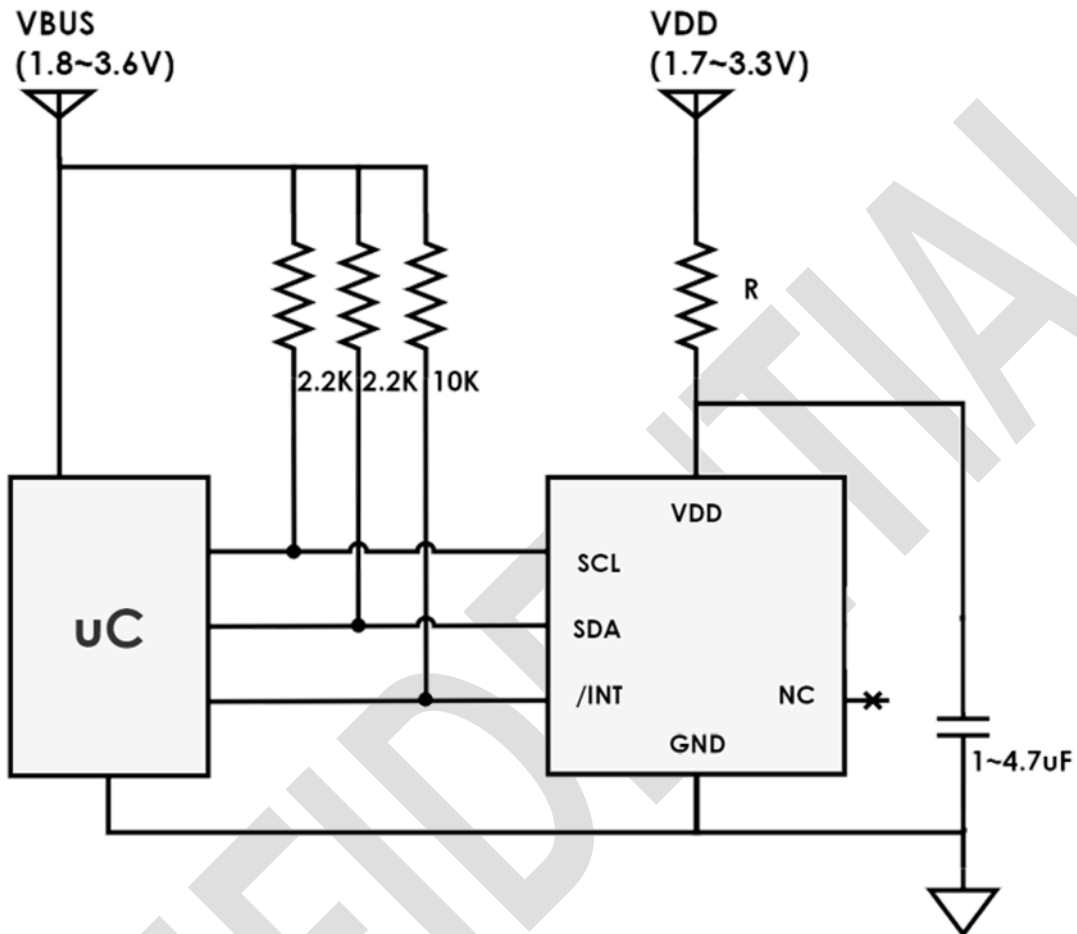 VBUS
(1.8~3.6V)
VDD
(1.7~3.3V)
R
2.2K 2.2K 10K
VDD
SCL
uC
SDA
/INT
NC
GND
1~4.7uF